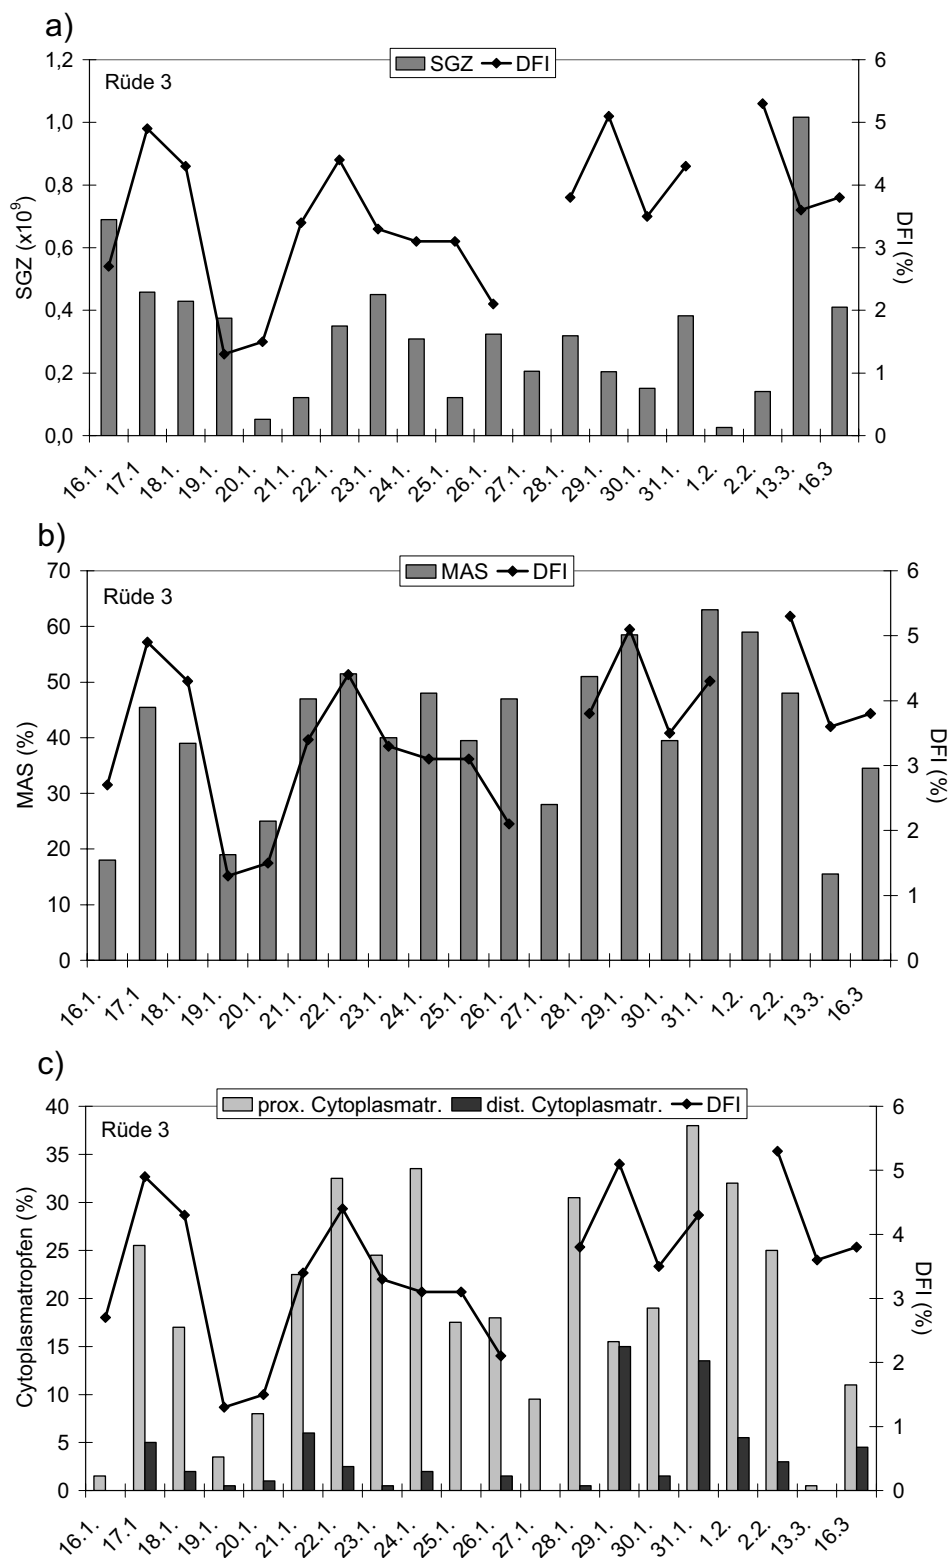 a)
SGZ DFI
Rüde 3
SGZ (x10⁹)
1,2
1,0
0,8
0,6
0,4
0,2
0,0
DFI (%)
6
5
4
3
2
1
0
16.1. 17.1 18.1. 19.1. 20.1. 21.1. 22.1. 23.1. 24.1. 25.1. 26.1. 27.1. 28.1. 29.1. 30.1. 31.1. 1.2. 2.2. 13.3. 16.3
b)
MAS DFI
Rüde 3
MAS (%)
70
60
50
40
30
20
10
0
DFI (%)
6
5
4
3
2
1
0
16.1. 17.1 18.1. 19.1. 20.1. 21.1. 22.1. 23.1. 24.1. 25.1. 26.1. 27.1. 28.1. 29.1. 30.1. 31.1. 1.2. 2.2. 13.3. 16.3
c)
prox. Cytoplasmatr. dist. Cytoplasmatr. DFI
Rüde 3
Cytoplasmatropfen (%)
40
35
30
25
20
15
10
5
0
DFI (%)
6
5
4
3
2
1
0
16.1. 17.1 18.1. 19.1. 20.1. 21.1. 22.1. 23.1. 24.1. 25.1. 26.1. 27.1 28.1. 29.1. 30.1. 31.1. 1.2. 2.2. 13.3. 16.3